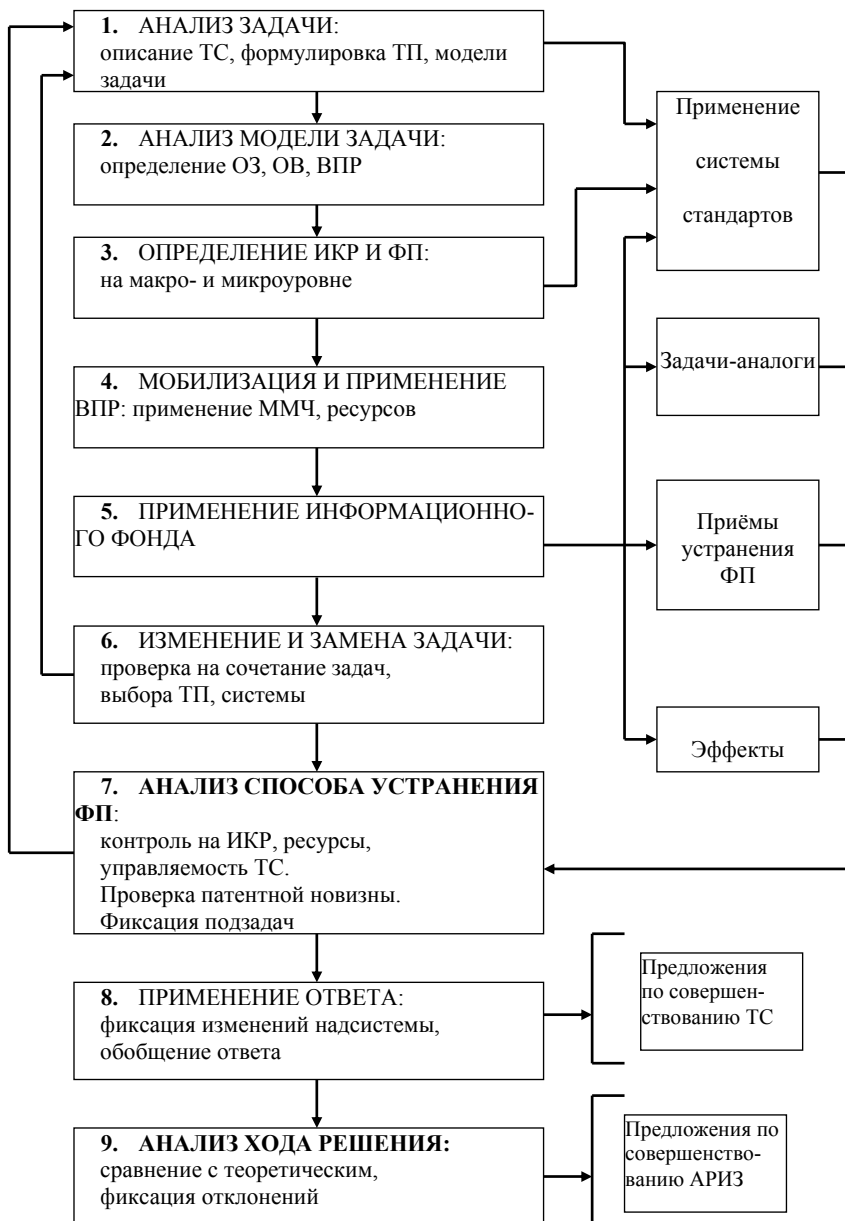 1. АНАЛИЗ ЗАДАЧИ:
описание ТС, формулировка ТП, модели
задачи
2. АНАЛИЗ МОДЕЛИ ЗАДАЧИ:
определение ОЗ, ОВ, ВПР
3. ОПРЕДЕЛЕНИЕ ИКР И ФП:
на макро- и микроуровне
4. МОБИЛИЗАЦИЯ И ПРИМЕНЕНИЕ
ВПР: применение ММЧ, ресурсов
5. ПРИМЕНЕНИЕ ИНФОРМАЦИОННО-
ГО ФОНДА
6. ИЗМЕНЕНИЕ И ЗАМЕНА ЗАДАЧИ:
проверка на сочетание задач,
выбора ТП, системы
7. АНАЛИЗ СПОСОБА УСТРАНЕНИЯ
ФП:
контроль на ИКР, ресурсы,
управляемость ТС.
Проверка патентной новизны.
Фиксация подзадач
8. ПРИМЕНЕНИЕ ОТВЕТА:
фиксация изменений надсистемы,
обобщение ответа
9. АНАЛИЗ ХОДА РЕШЕНИЯ:
сравнение с теоретическим,
фиксация отклонений
Применение
системы
стандартов
Задачи-аналоги
Приёмы
устранения
ФП
Эффекты
Предложения
по совершен-
ствованию ТС
Предложения по
совершенство-
ванию АРИЗ